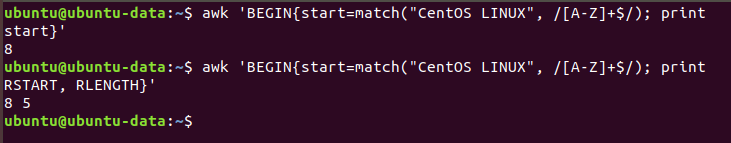 ubuntu@ubuntu-data:~$ awk 'BEGIN{start=match("CentOS LINUX", /[A-Z]+$/); print
start}'
8
ubuntu@ubuntu-data:~$ awk 'BEGIN{start=match("CentOS LINUX", /[A-Z]+$/); print
RSTART, RLENGTH}'
8 5
ubuntu@ubuntu-data:~$